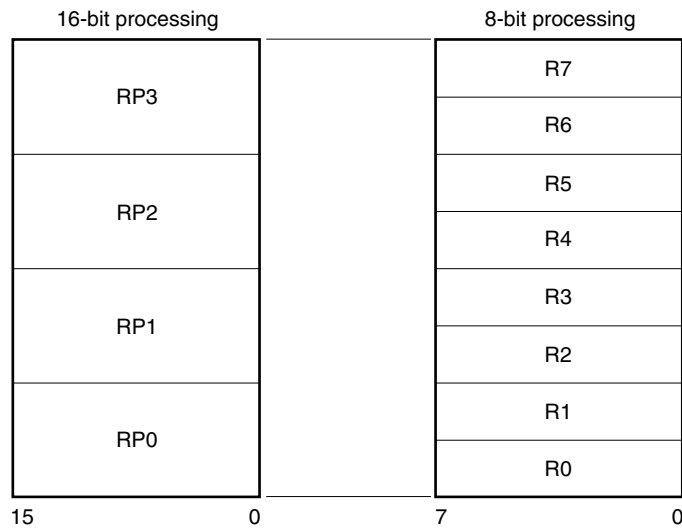 16-bit processing
8-bit processing
RP3
RP2
RP1
RP0
15 0
R7
R6
R5
R4
R3
R2
R1
R0
7 0